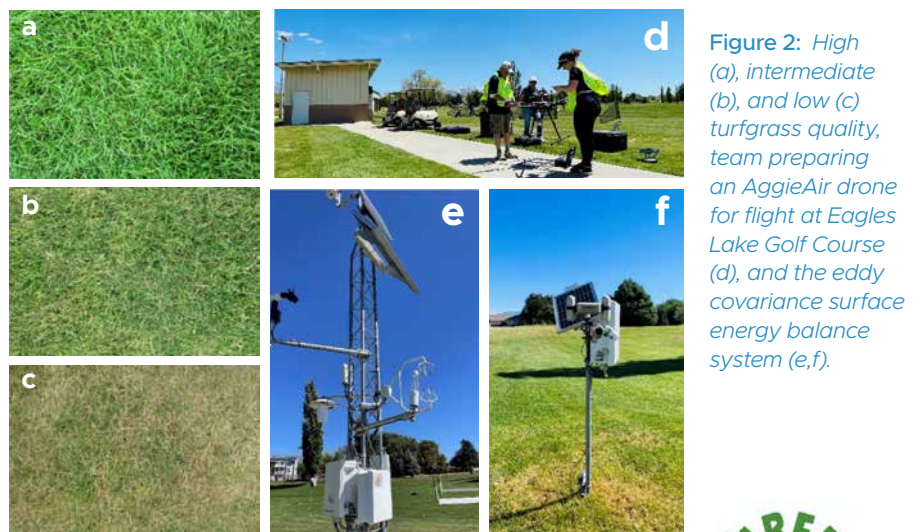 a
b
c
d
e
f
Figure 2: High
(a), intermediate
(b), and low (c)
turfgrass quality,
team preparing
an AggieAir drone
for flight at Eagles
Lake Golf Course
(d), and the eddy
covariance surface
energy balance
system (e,f).